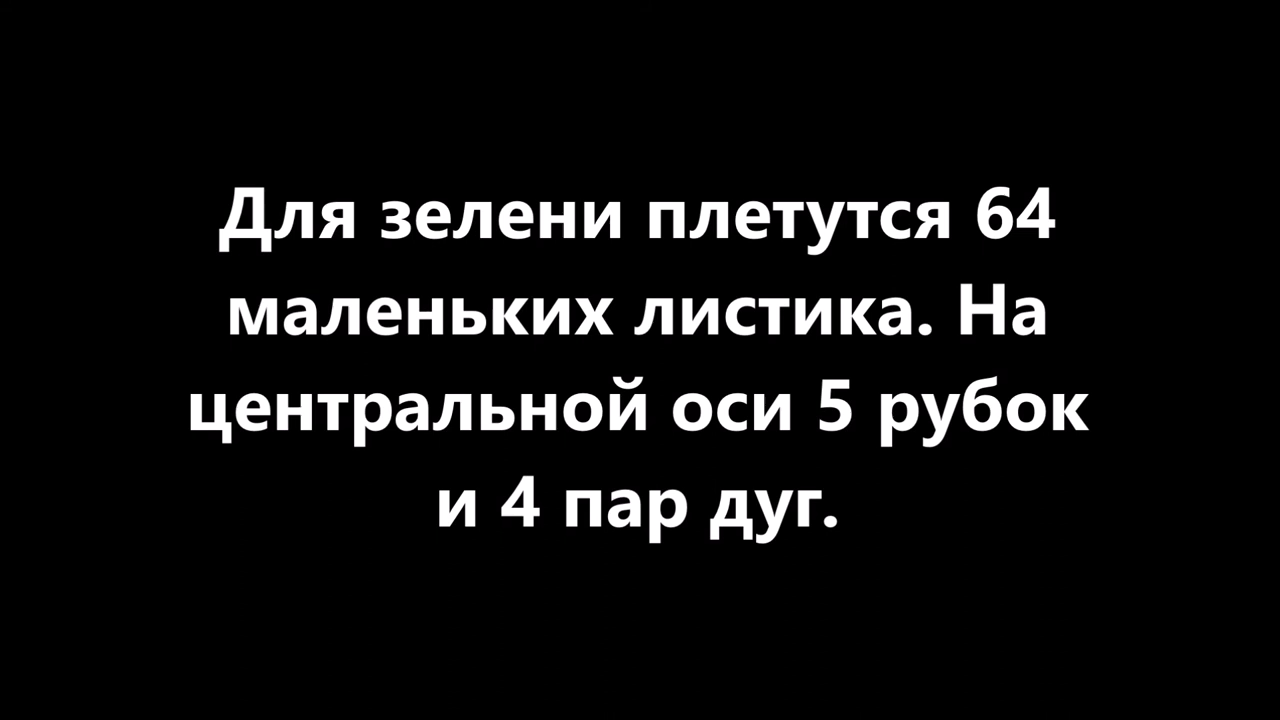 Для зелени плетутся 64
маленьких листика. На
центральной оси 5 рубок
и 4 пар дуг.